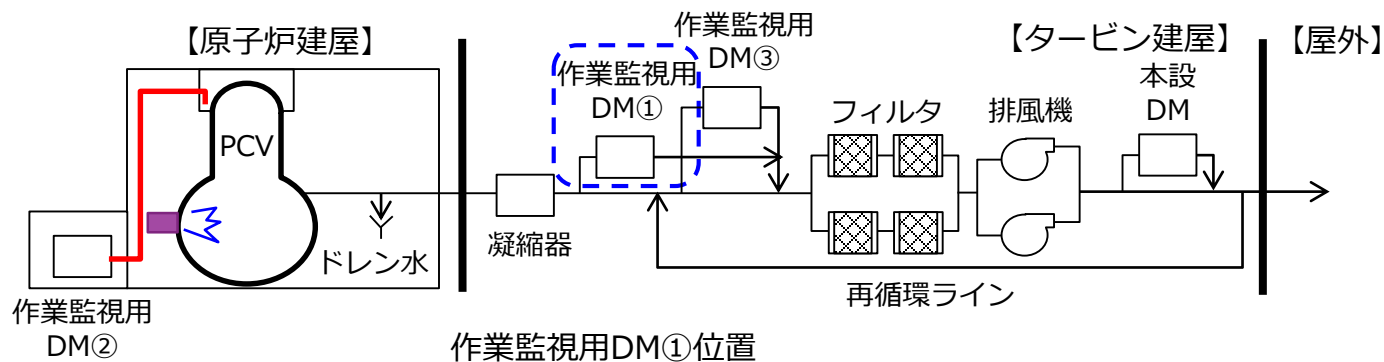 【原子炉建屋】
作業監視用
DM③
【タービン建屋】
【屋外】
作業監視用
DM①
本設
DM
フィルタ
排風機
PCV
凝縮器
ドレン水
再循環ライン
作業監視用
DM②
作業監視用DM①位置